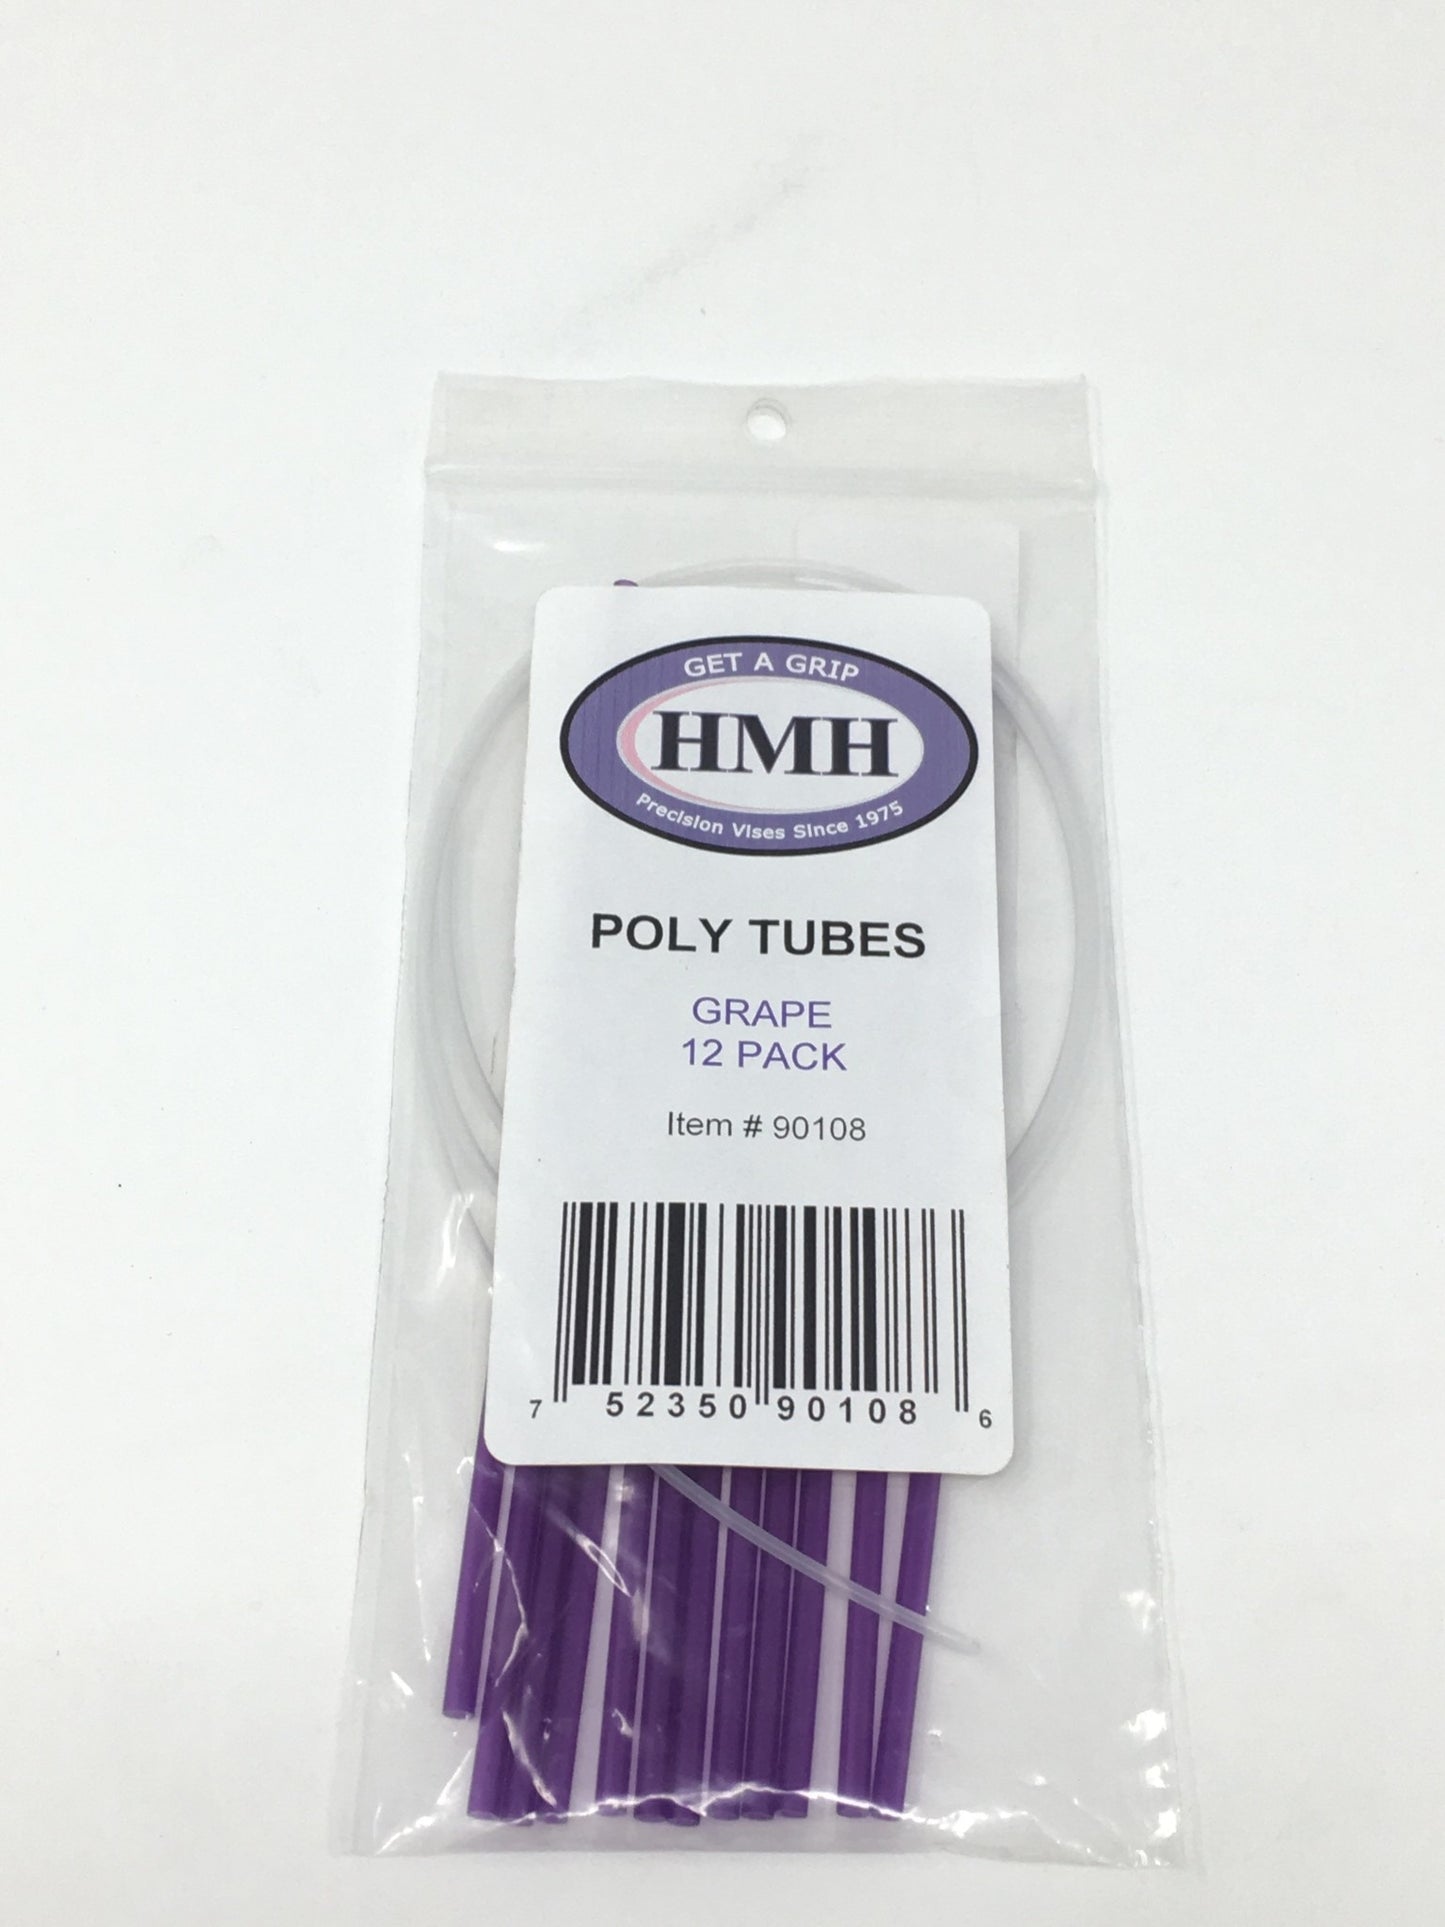 GET A GRIP
HMH
Precision Vises Since 1975
POLY TUBES
GRAPE
12 PACK
Item # 90108
7 52350 90108 6